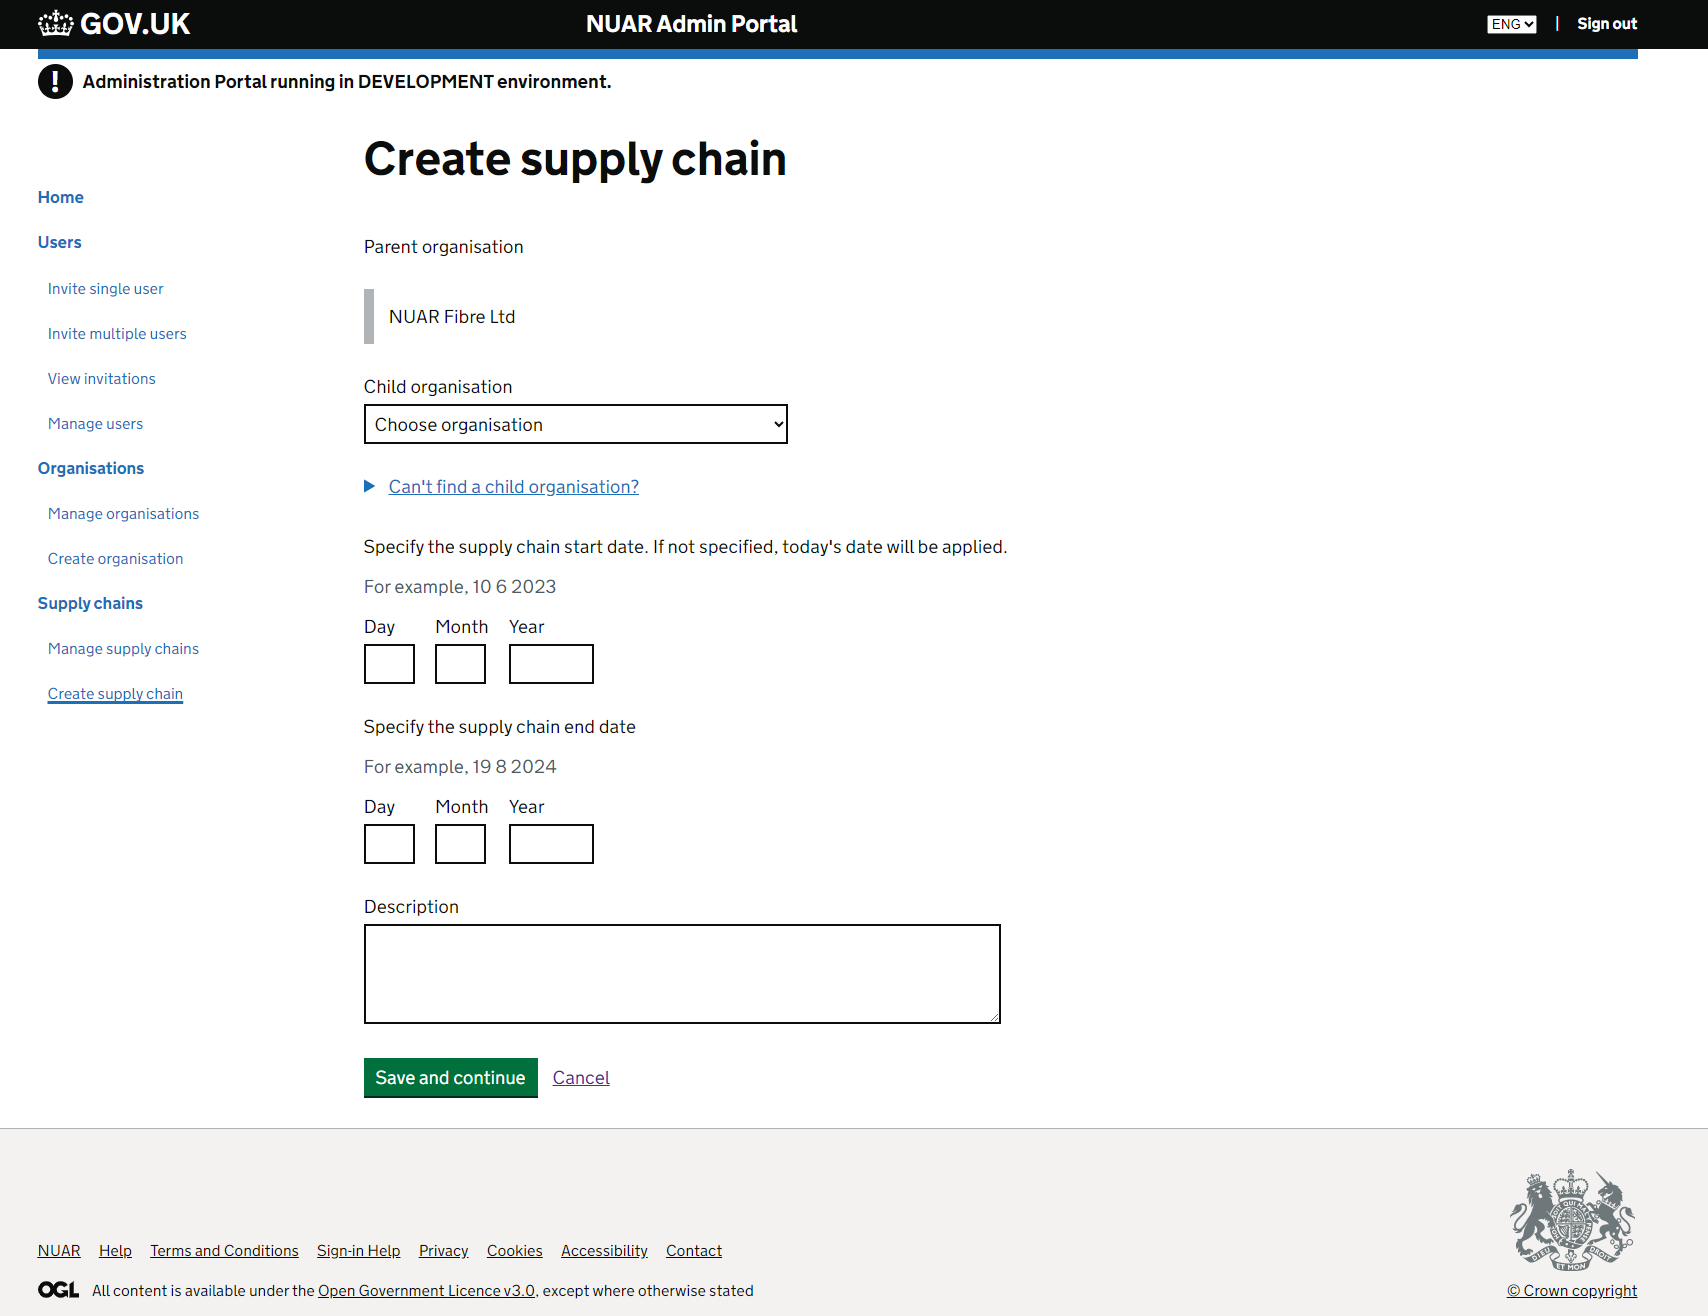 GOV.UK
NUAR Admin Portal
ENG
|
Sign out
! Administration Portal running in DEVELOPMENT environment.
Home
Users
Invite single user
Invite multiple users
View invitations
Manage users
Organisations
Manage organisations
Create organisation
Supply chains
Manage supply chains
Create supply chain
Create supply chain
Parent organisation
NUAR Fibre Ltd
Child organisation
Choose organisation
Can't find a child organisation?
Specify the supply chain start date. If not specified, today's date will be applied.
For example, 10 6 2023
Day Month Year
Specify the supply chain end date
For example, 19 8 2024
Day Month Year
Description
Save and continue Cancel
NUAR Help Terms and Conditions Sign-in Help Privacy Cookies Accessibility Contact
OGL All content is available under the Open Government Licence v3.0, except where otherwise stated
DIEU ET MON DROIT
© Crown copyright